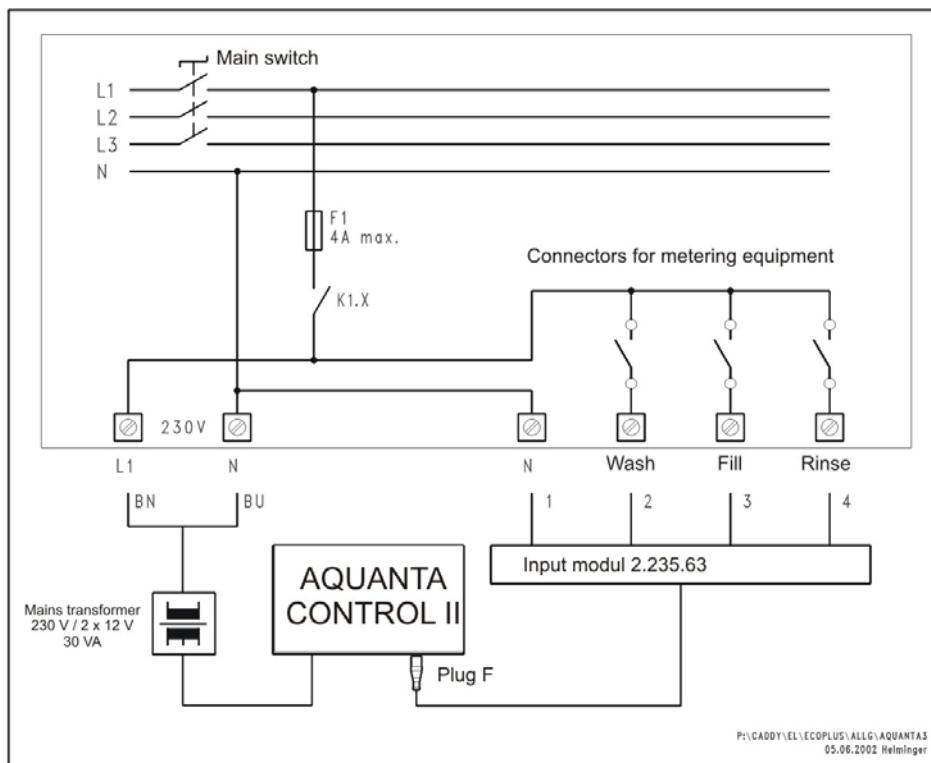 Main switch
L1
L2
L3
N
F1
4A max.
Connectors for metering equipment
K1.X
230V
L1
N
N
Wash
Fill
Rinse
BN
BU
1
2
3
4
Input modul 2.235.63
AQUANTA
CONTROL II
Mains transformer
230 V / 2 x 12 V
30 VA
Plug F
P:\CADDY\EL\ECOPLUS\ALLG\AQUANTA3
05.06.2002 Helminger